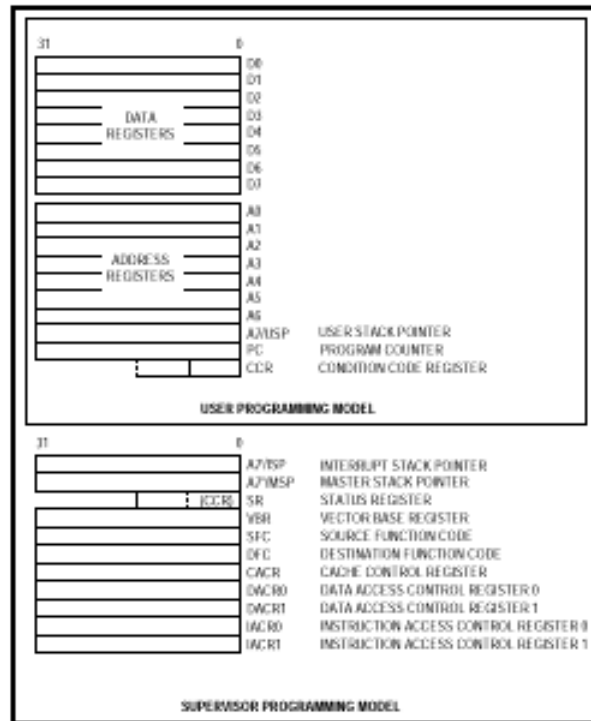 31 0
D0
D1
D2
DATA D3
REGISTERS D4
D5
D6
D7
A0
A1
A2
ADDRESS A3
REGISTERS A4
A5
A6
A7/USP USER STACK POINTER
PC PROGRAM COUNTER
CCR CONDITION CODE REGISTER
USER PROGRAMMING MODEL
31 0
A7'/ISP INTERRUPT STACK POINTER
A7"/MSP MASTER STACK POINTER
(CCR) SR STATUS REGISTER
VBR VECTOR BASE REGISTER
SFC SOURCE FUNCTION CODE
DFC DESTINATION FUNCTION CODE
CACR CACHE CONTROL REGISTER
DACR0 DATA ACCESS CONTROL REGISTER 0
DACR1 DATA ACCESS CONTROL REGISTER 1
IACR0 INSTRUCTION ACCESS CONTROL REGISTER 0
IACR1 INSTRUCTION ACCESS CONTROL REGISTER 1
SUPERVISOR PROGRAMMING MODEL